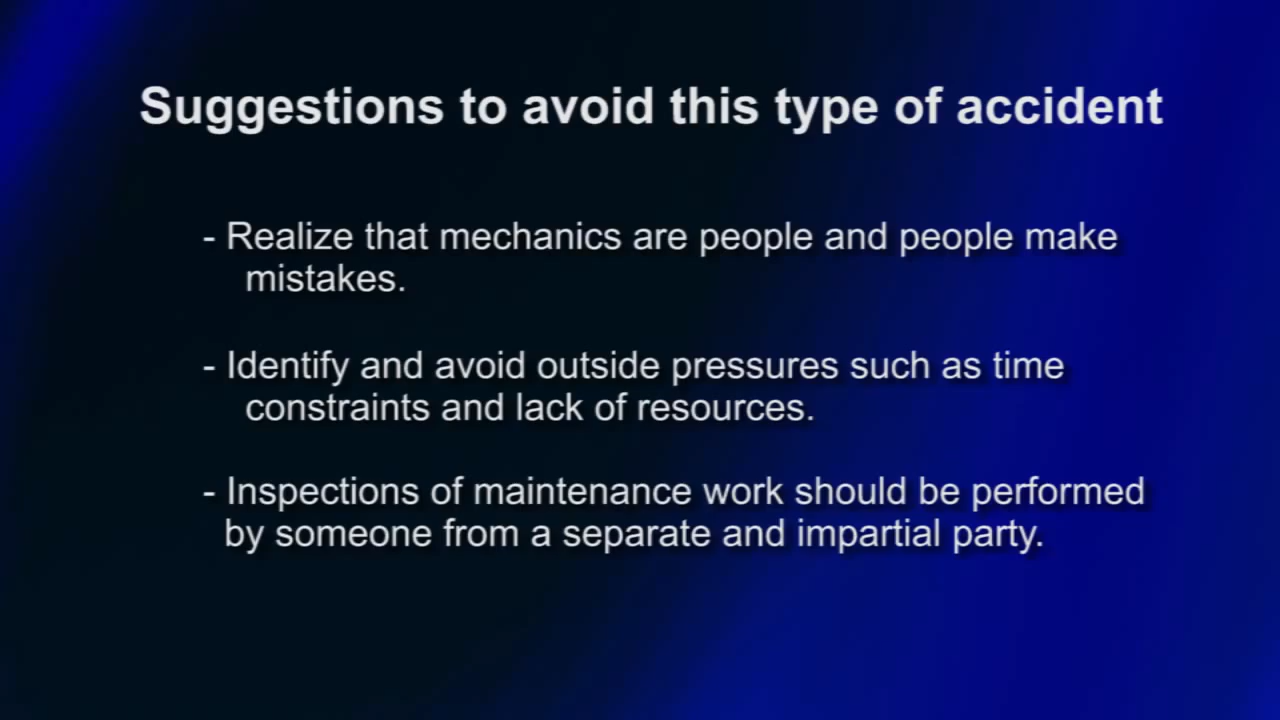 Suggestions to avoid this type of accident
- Realize that mechanics are people and people make
mistakes.
- Identify and avoid outside pressures such as time
constraints and lack of resources.
- Inspections of maintenance work should be performed
by someone from a separate and impartial party.